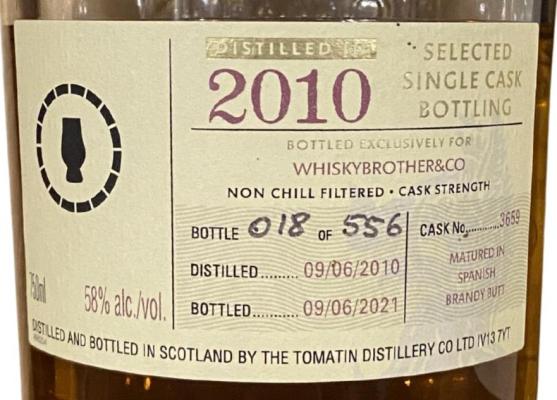 DISTILLED IN
2010
SELECTED
SINGLE CASK
BOTTLING
BOTTLED EXCLUSIVELY FOR
WHISKYBROTHER&CO
NON CHILL FILTERED • CASK STRENGTH
BOTTLE 018 OF 556
CASK No...........3659
DISTILLED......... 09/06/2010
MATURED IN
SPANISH
BRANDY BUTT
BOTTLED........... 09/06/2021
750ml
58% alc./vol.
DISTILLED AND BOTTLED IN SCOTLAND BY THE TOMATIN DISTILLERY CO LTD IV13 7YT